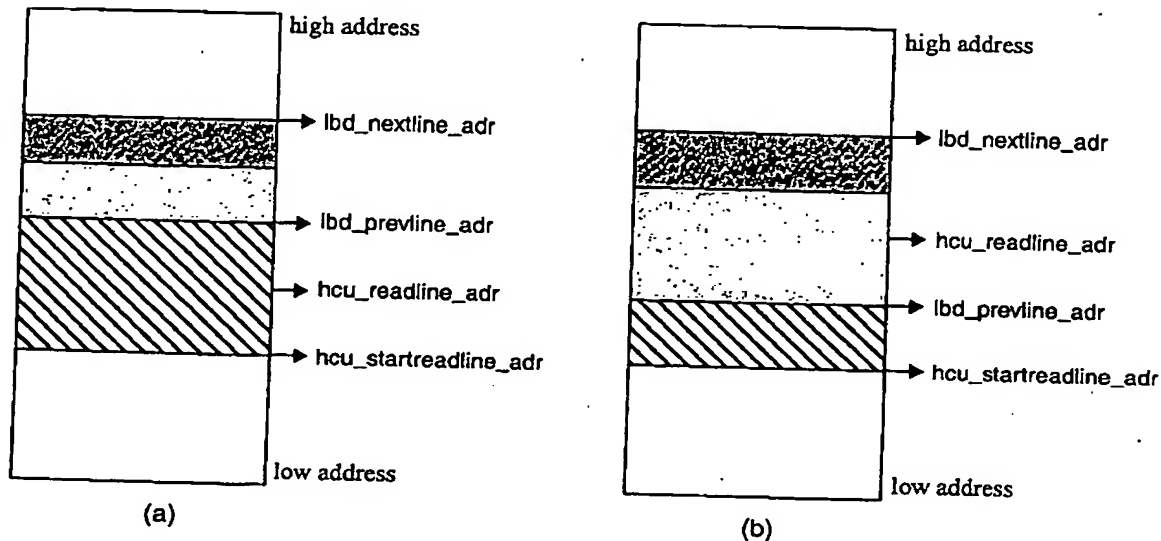 high address
lbd_nextline_adr
lbd_prevline_adr
hcu_readline_adr
hcu_startreadline_adr
low address
(a)
high address
lbd_nextline_adr
hcu_readline_adr
lbd_prevline_adr
hcu_startreadline_adr
low address
(b)